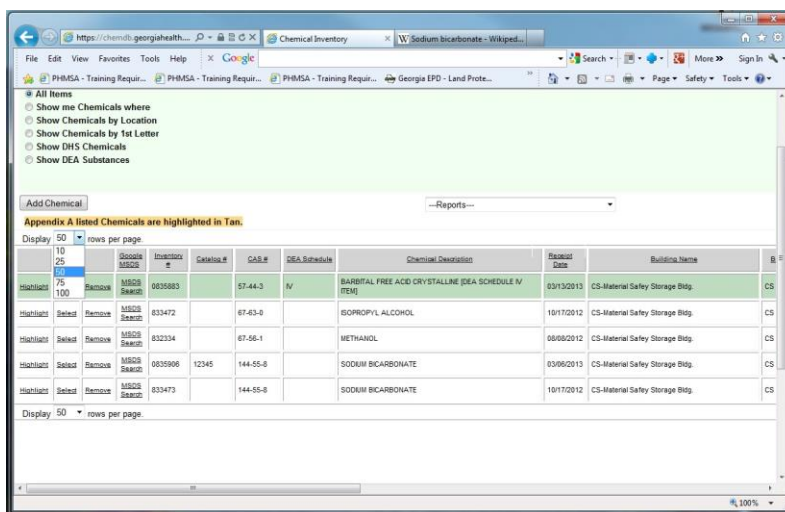 https://chemdb.georgiahealth....
Chemical Inventory
W Sodium bicarbonate - Wikiped...
File Edit View Favorites Tools Help x Google Search More » Sign In
PHMSA - Training Requir... PHMSA - Training Requir... PHMSA - Training Requir... Georgia EPD - Land Prote... » Page Safety Tools
All Items
Show me Chemicals where
Show Chemicals by Location
Show Chemicals by 1st Letter
Show DHS Chemicals
Show DEA Substances
Add Chemical ---Reports---
Appendix A listed Chemicals are highlighted in Tan.
Display 50 rows per page.
10
25
50
75
100
Google MSDS Inventory # Catalog # CAS # DEA Schedule Chemical Description Receipt Date Building Name B
Highlight Remove MSDS Search 0835883 57-44-3 IV BARBITAL FREE ACID CRYSTALLINE [DEA SCHEDULE IV ITEM] 03/13/2013 CS-Material Safey Storage Bldg. CS
Highlight Select Remove MSDS Search 833472 67-63-0 ISOPROPYL ALCOHOL 10/17/2012 CS-Material Safey Storage Bldg. CS
Highlight Select Remove MSDS Search 832334 67-56-1 METHANOL 08/08/2012 CS-Material Safey Storage Bldg. CS
Highlight Select Remove MSDS Search 0835906 12345 144-55-8 SODIUM BICARBONATE 03/06/2013 CS-Material Safey Storage Bldg. CS
Highlight Select Remove MSDS Search 833473 144-55-8 SODIUM BICARBONATE 10/17/2012 CS-Material Safey Storage Bldg. CS
Display 50 rows per page.
100%